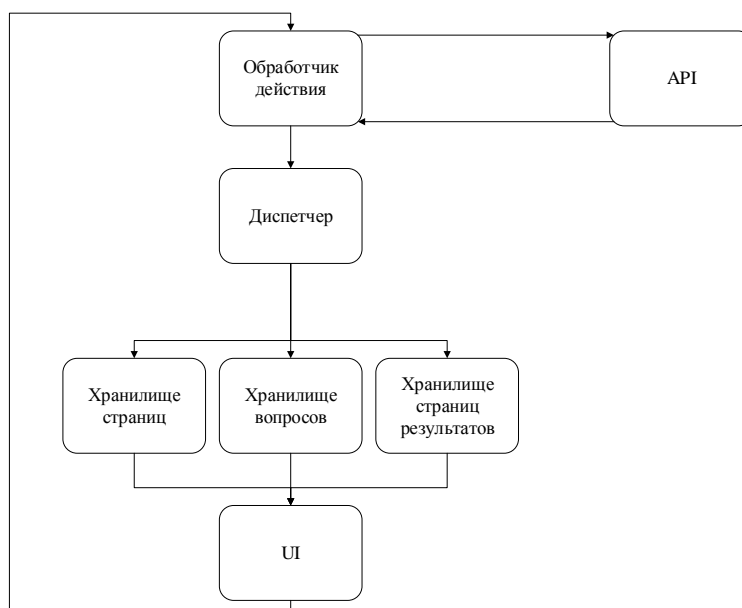 Обработчик
действия
API
Диспетчер
Хранилище
страниц
Хранилище
вопросов
Хранилище
страниц
результатов
UI